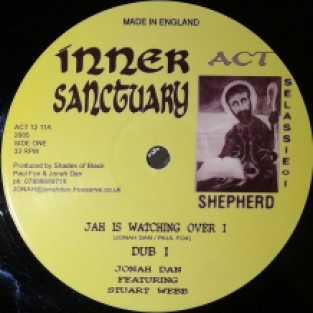 MADE IN ENGLAND
INNER
SANCTUARY
ACT
SELASSIE I
ACT 12 11A
2005
SIDE ONE
33 RPM
Produced by Shades of Black
Paul Fox & Jonah Dan
SHEPHERD
JAH IS WATCHING OVER I
(JONAH DAN / PAUL FOX)
DUB I
JONAH DAN
FEATURING
STUART WEBB